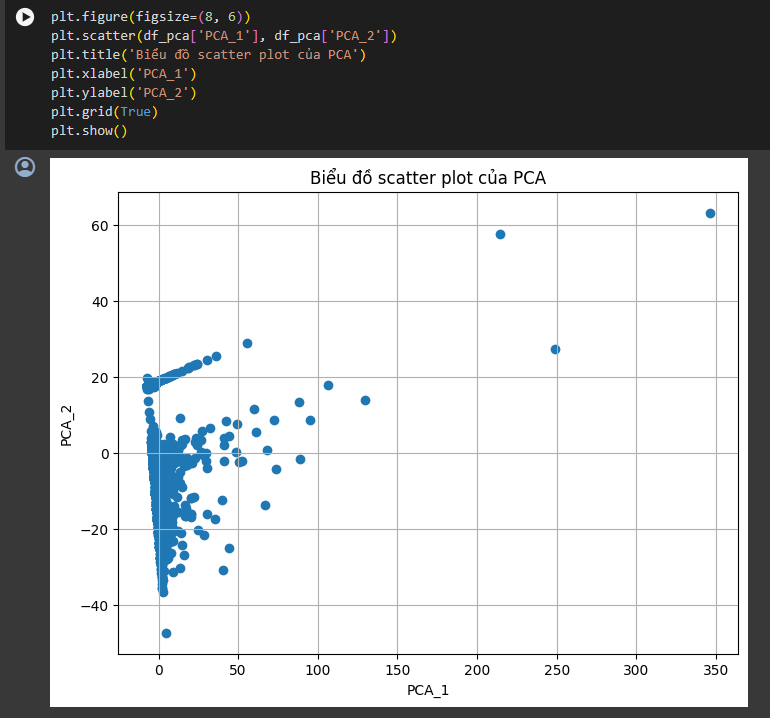 plt.figure(figsize=(8, 6))
plt.scatter(df_pca['PCA_1'], df_pca['PCA_2'])
plt.title('Biểu đồ scatter plot của PCA')
plt.xlabel('PCA_1')
plt.ylabel('PCA_2')
plt.grid(True)
plt.show()
Biểu đồ scatter plot của PCA
60
40
20
0
−20
−40
PCA_2
0 50 100 150 200 250 300 350
PCA_1